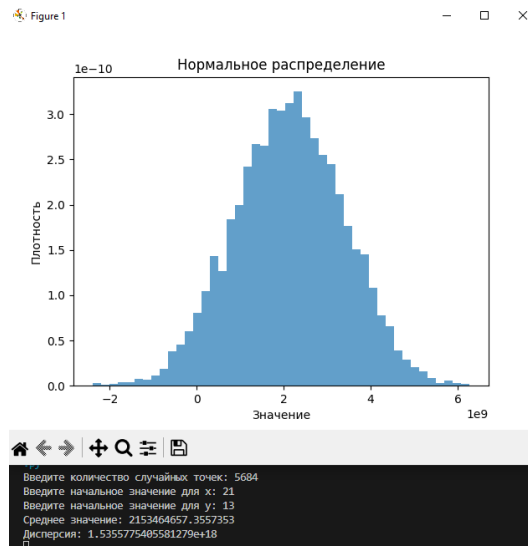 Figure 1
Нормальное распределение
1e−10
3.0
2.5
2.0
1.5
1.0
0.5
0.0
Плотность
−2 0 2 4 6
Значение
1e9
Введите количество случайных точек: 5684
Введите начальное значение для x: 21
Введите начальное значение для y: 13
Среднее значение: 2153464657.3557353
Дисперсия: 1.5355775405581279e+18